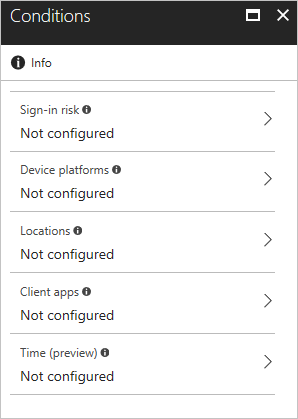 Conditions
Info
Sign-in risk
Not configured
Device platforms
Not configured
Locations
Not configured
Client apps
Not configured
Time (preview)
Not configured